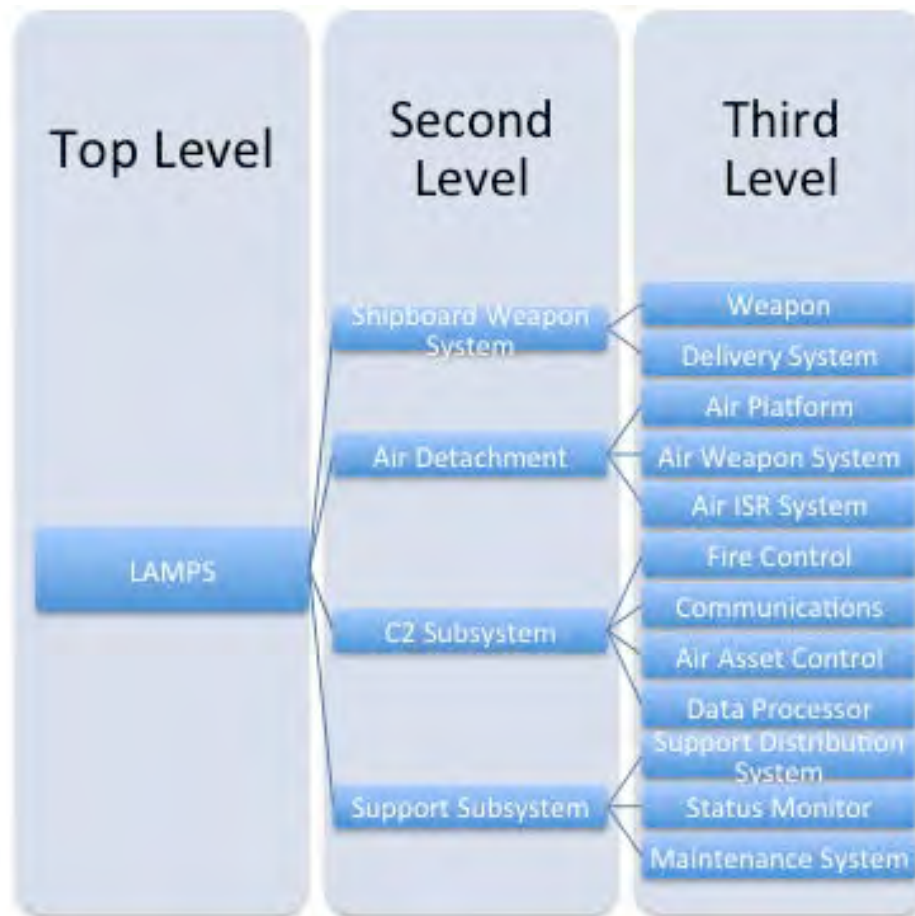 Top Level
Second
Level
Third
Level
LAMPS
Shipboard Weapon
System
Air Detachment
C2 Subsystem
Support Subsystem
Weapon
Delivery System
Air Platform
Air Weapon System
Air ISR System
Fire Control
Communications
Air Asset Control
Data Processor
Support Distribution
System
Status Monitor
Maintenance System